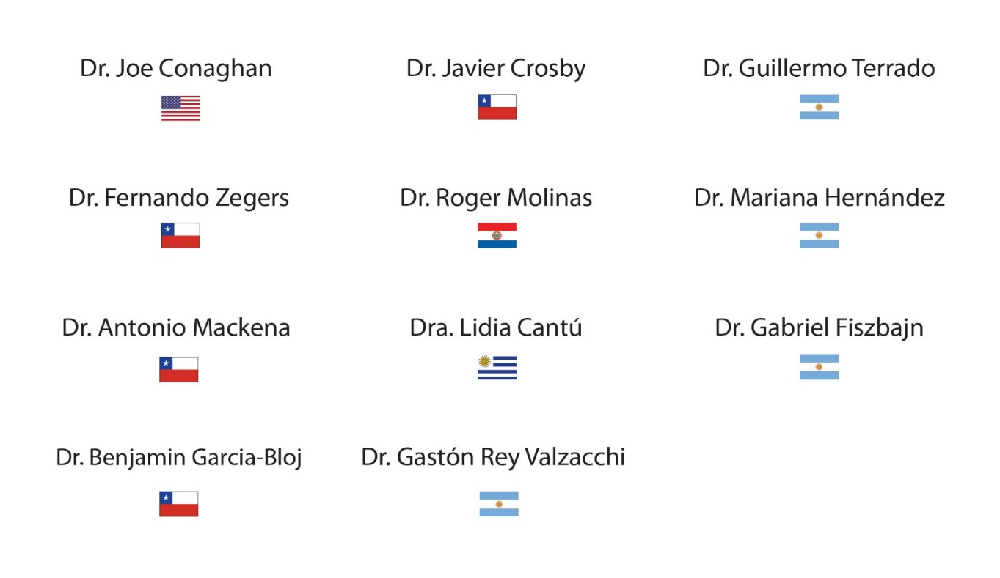 Dr. Joe Conaghan
Dr. Javier Crosby
Dr. Guillermo Terrado
Dr. Fernando Zegers
Dr. Roger Molinas
Dr. Mariana Hernández
Dr. Antonio Mackena
Dra. Lidia Cantú
Dr. Gabriel Fiszbajn
Dr. Benjamin Garcia-Bloj
Dr. Gastón Rey Valzacchi